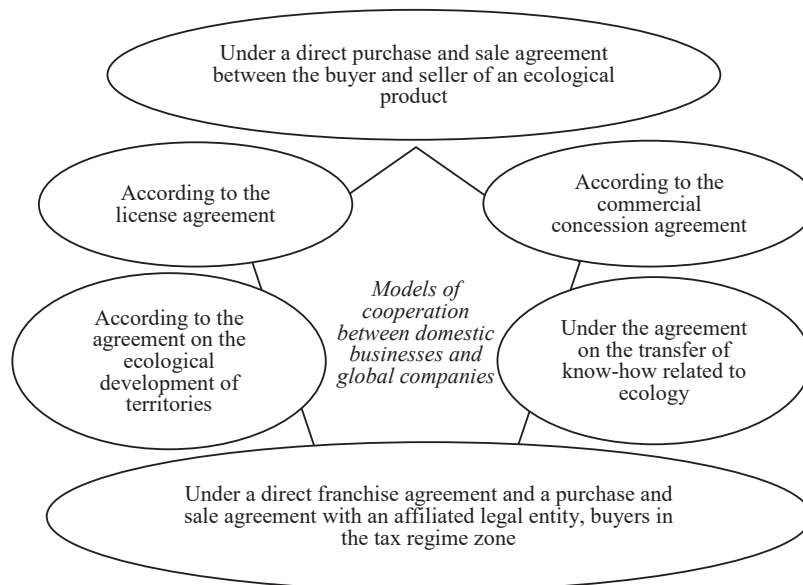 Under a direct purchase and sale agreement
between the buyer and seller of an ecological
product
According to the
license agreement
According to the
commercial
concession agreement
Models of
cooperation
between domestic
businesses and
global companies
According to the
agreement on the
ecological
development of
territories
Under the agreement
on the transfer of
know-how related to
ecology
Under a direct franchise agreement and a purchase and
sale agreement with an affiliated legal entity, buyers in
the tax regime zone